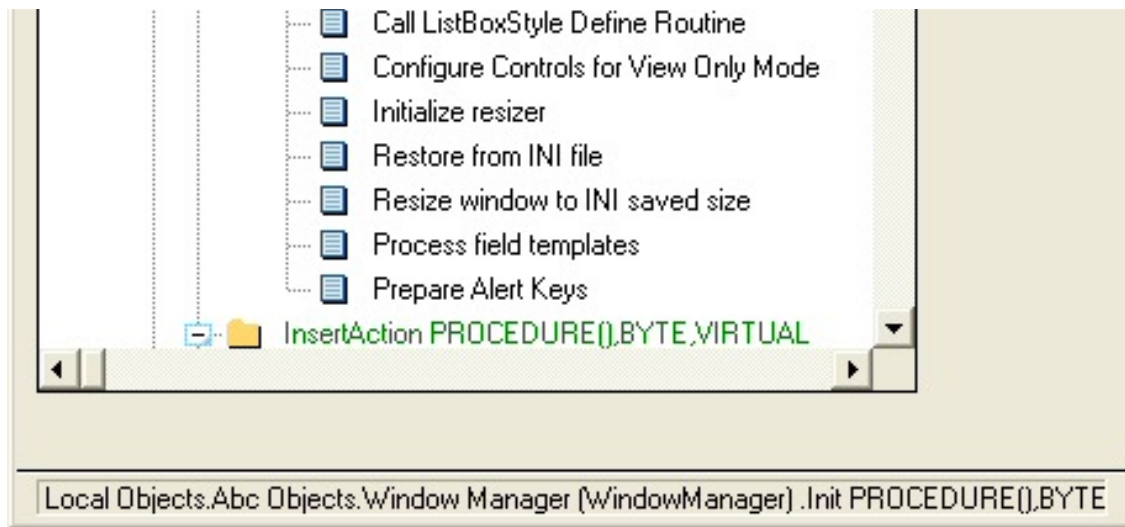 Call ListBoxStyle Define Routine
Configure Controls for View Only Mode
Initialize resizer
Restore from INI file
Resize window to INI saved size
Process field templates
Prepare Alert Keys
InsertAction PROCEDURE(),BYTE,VIRTUAL
Local Objects.Abc Objects.Window Manager (WindowManager) .Init PROCEDURE(),BYTE